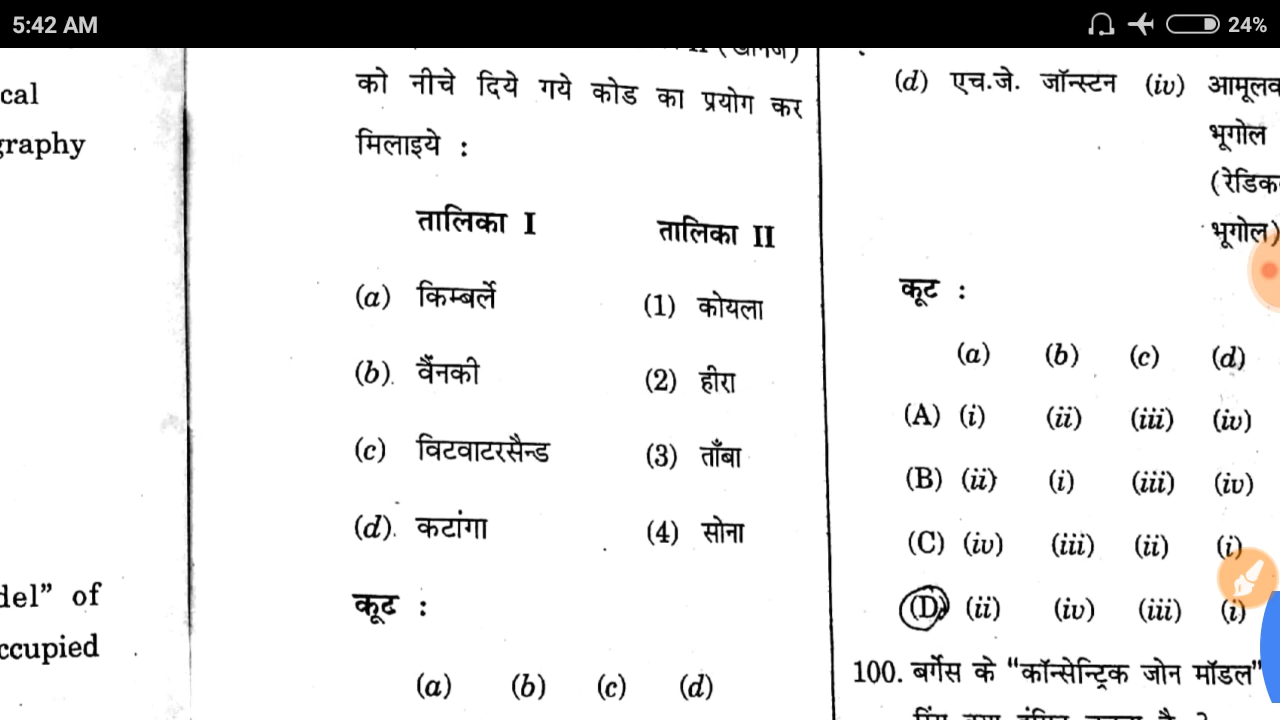 5:42 AM
24%
cal
graphy
del” of
ccupied
को नीचे दिये गये कोड का प्रयोग कर
मिलाइये :
तालिका I तालिका II
(a) किम्बर्ले (1) कोयला
(b). वैंनकी (2) हीरा
(c) विटवाटरसैन्ड (3) ताँबा
(d). कटांगा (4) सोना
कूट :
(a) (b) (c) (d)
(d) एच.जे. जॉन्स्टन (iv) आमूलव
भूगोल
(रेडिक
भूगोल)
कूट :
(a) (b) (c) (d)
(A) (i) (ii) (iii) (iv)
(B) (ii) (i) (iii) (iv)
(C) (iv) (iii) (ii) (i)
(D) (ii) (iv) (iii) (i)
100. बर्गेस के “कॉन्सेन्ट्रिक जोन मॉडल”